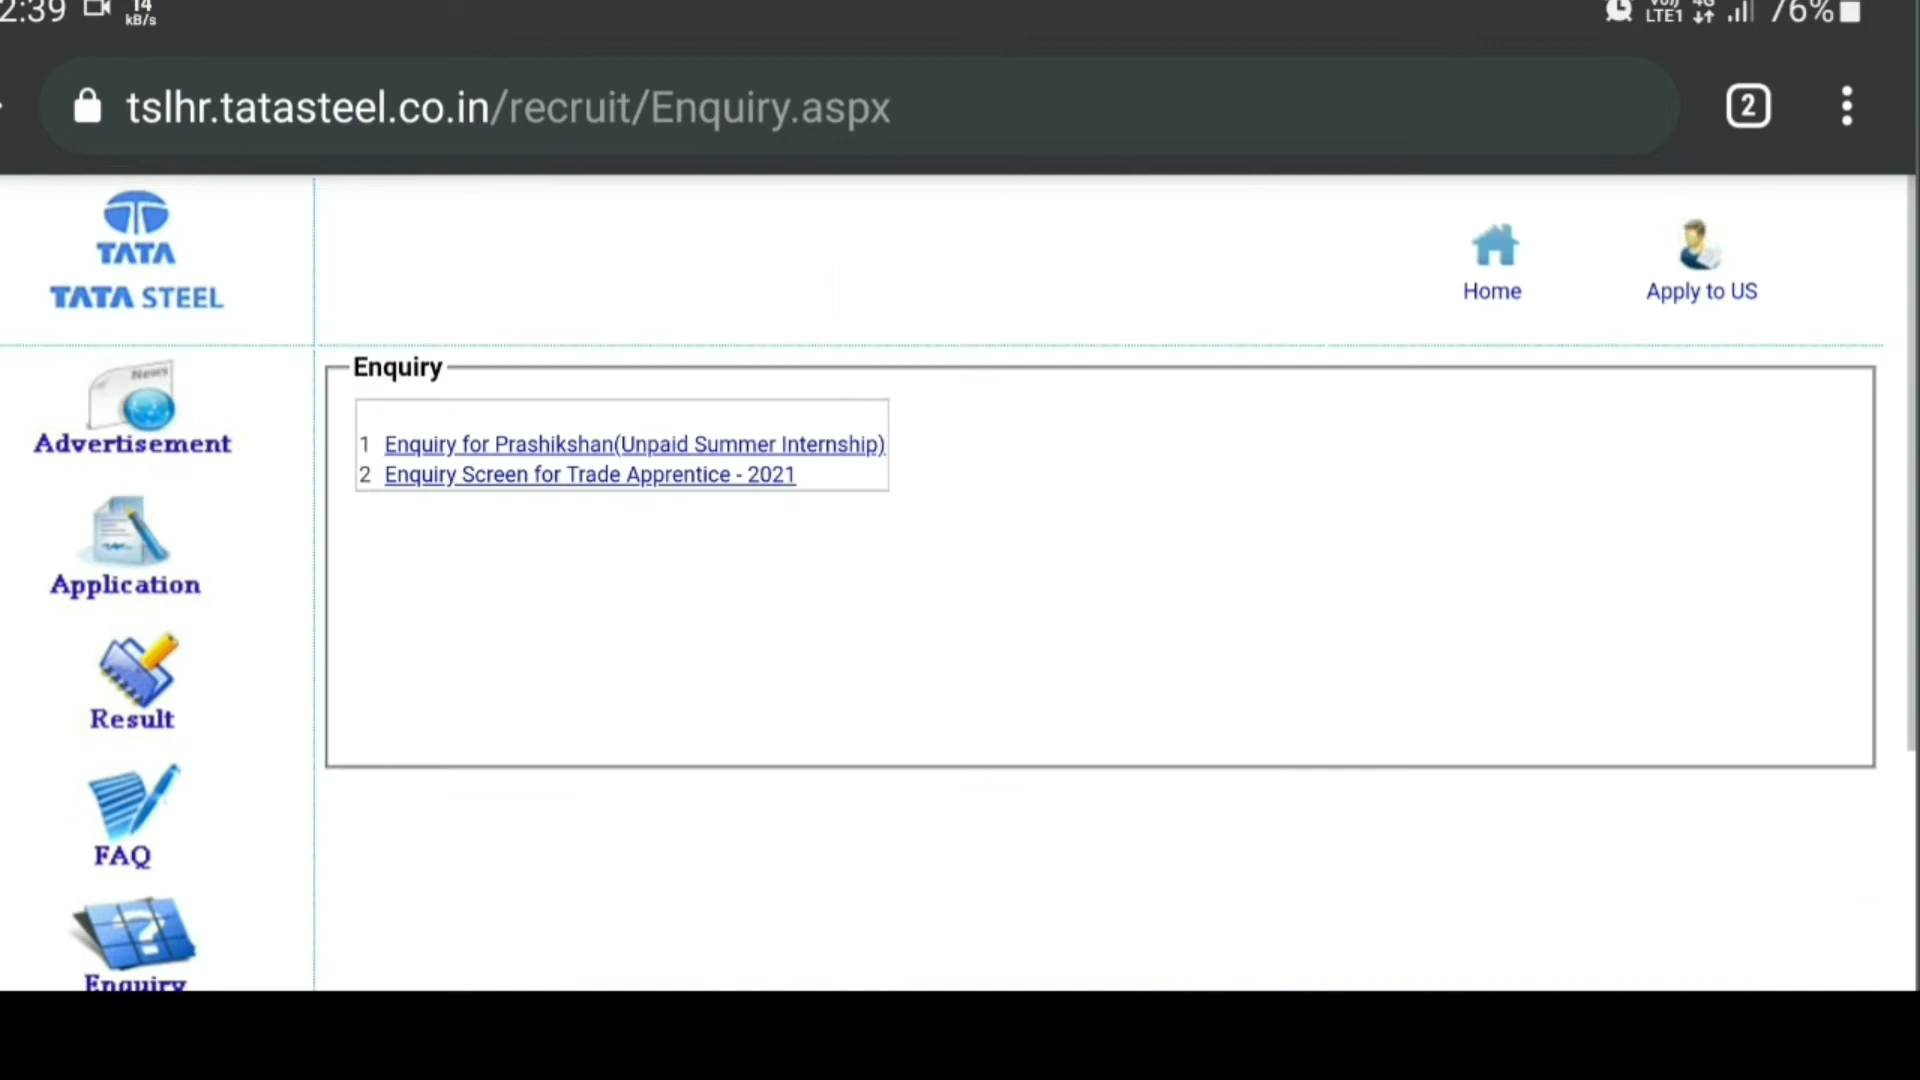 2:39 14 kB/s LTE1 4G 76%
tslhr.tatasteel.co.in/recruit/Enquiry.aspx 2
TATA
TATA STEEL
Home Apply to US
News
Advertisement
Application
Result
FAQ
Enquiry
Enquiry
1 Enquiry for Prashikshan(Unpaid Summer Internship)
2 Enquiry Screen for Trade Apprentice - 2021